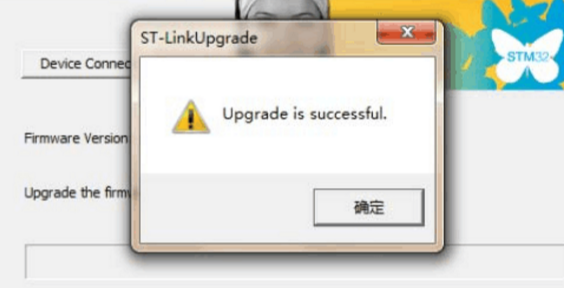 ST-LinkUpgrade
STM32
Device Connec
Upgrade is successful.
Firmware Version
Upgrade the firm
确定